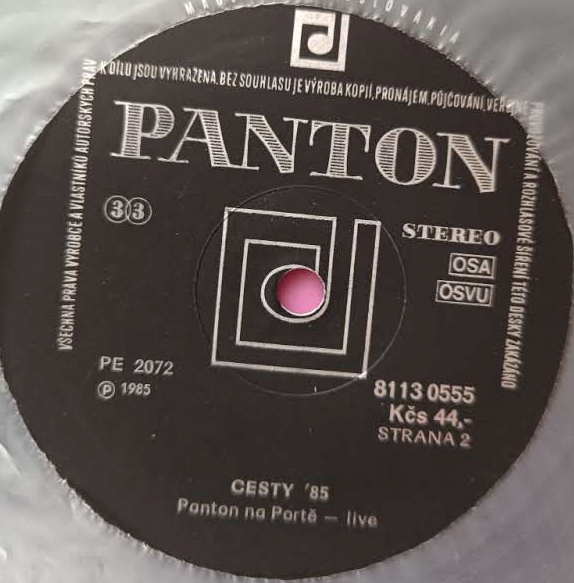 VŠECHNA PRÁVA VÝROBCE A VLASTNÍKŮ AUTORSKÝCH PRÁV K DÍLU JSOU VYHRAZENA. BEZ SOUHLASU JE VÝROBA KOPIÍ, PRONÁJEM, PŮJČOVÁNÍ, VEŘEJNÉ PROVOZOVÁNÍ A ROZHLASOVÉ ŠÍŘENÍ TÉTO DESKY ZAKÁZÁNO
PANTON
33
STEREO
OSA
OSVU
PE 2072
Ⓟ 1985
8113 0555
Kčs 44,-
STRANA 2
CESTY '85
Panton na Portě — live